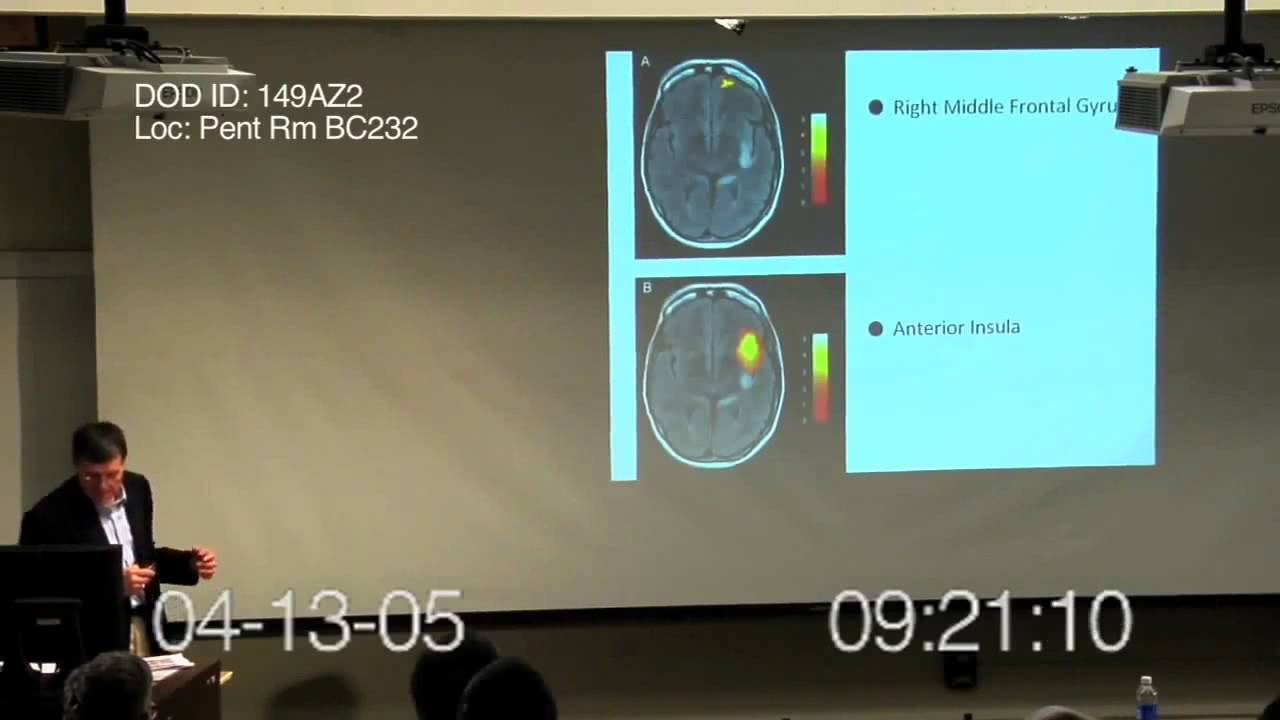 DOD ID: 149AZ2
Loc: Pent Rm BC232
A
Right Middle Frontal Gyru
EPS
B
Anterior Insula
04-13-05
09:21:10